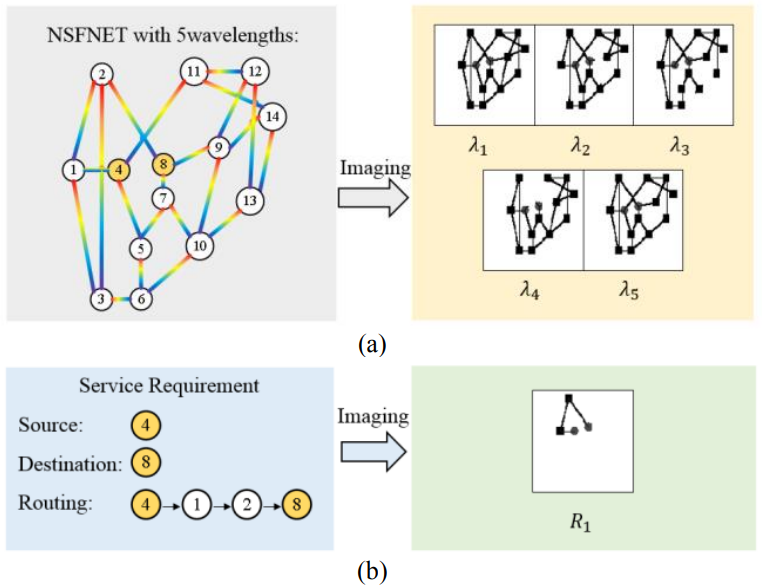 NSFNET with 5wavelengths:
2
11
12
14
1
4
8
9
7
13
5
10
3
6
Imaging
λ1
λ2
λ3
λ4
λ5
(a)
Service Requirement
Source: 4
Destination: 8
Routing: 4 → 1 → 2 → 8
Imaging
R1
(b)